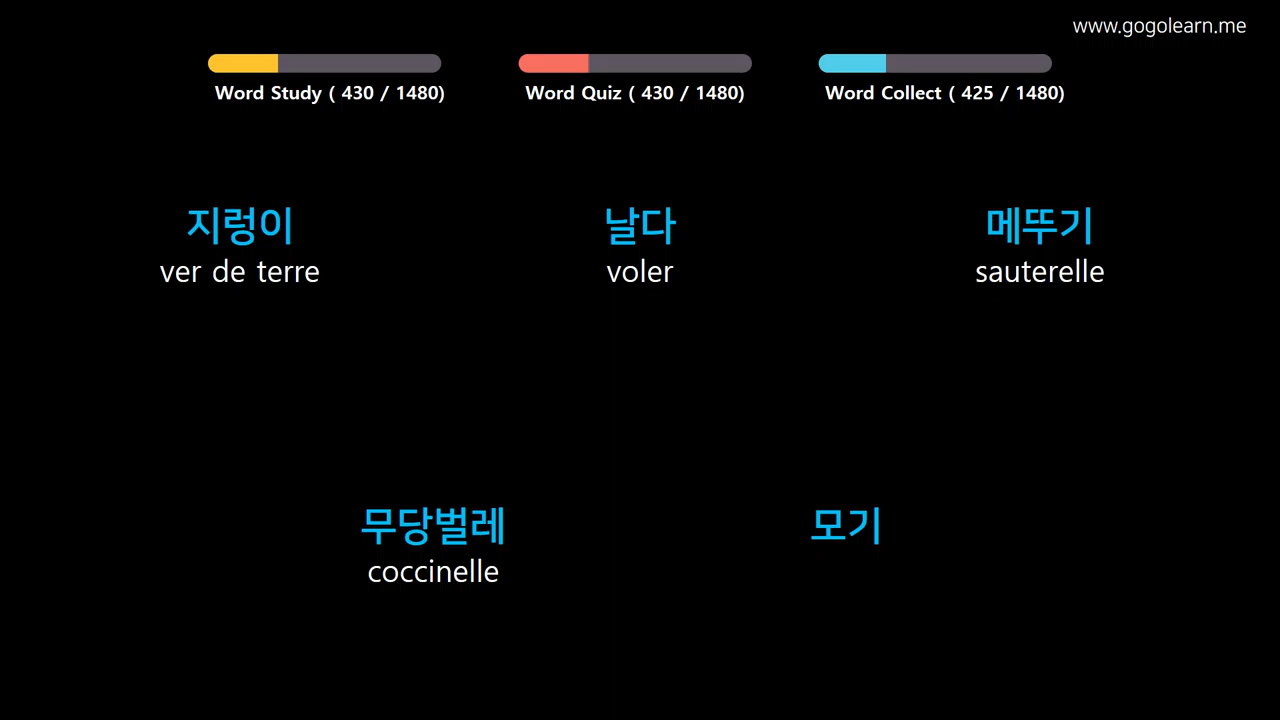 www.gogolearn.me
Word Study ( 430 / 1480)
Word Quiz ( 430 / 1480)
Word Collect ( 425 / 1480)
지렁이
ver de terre
날다
voler
메뚜기
sauterelle
무당벌레
coccinelle
모기